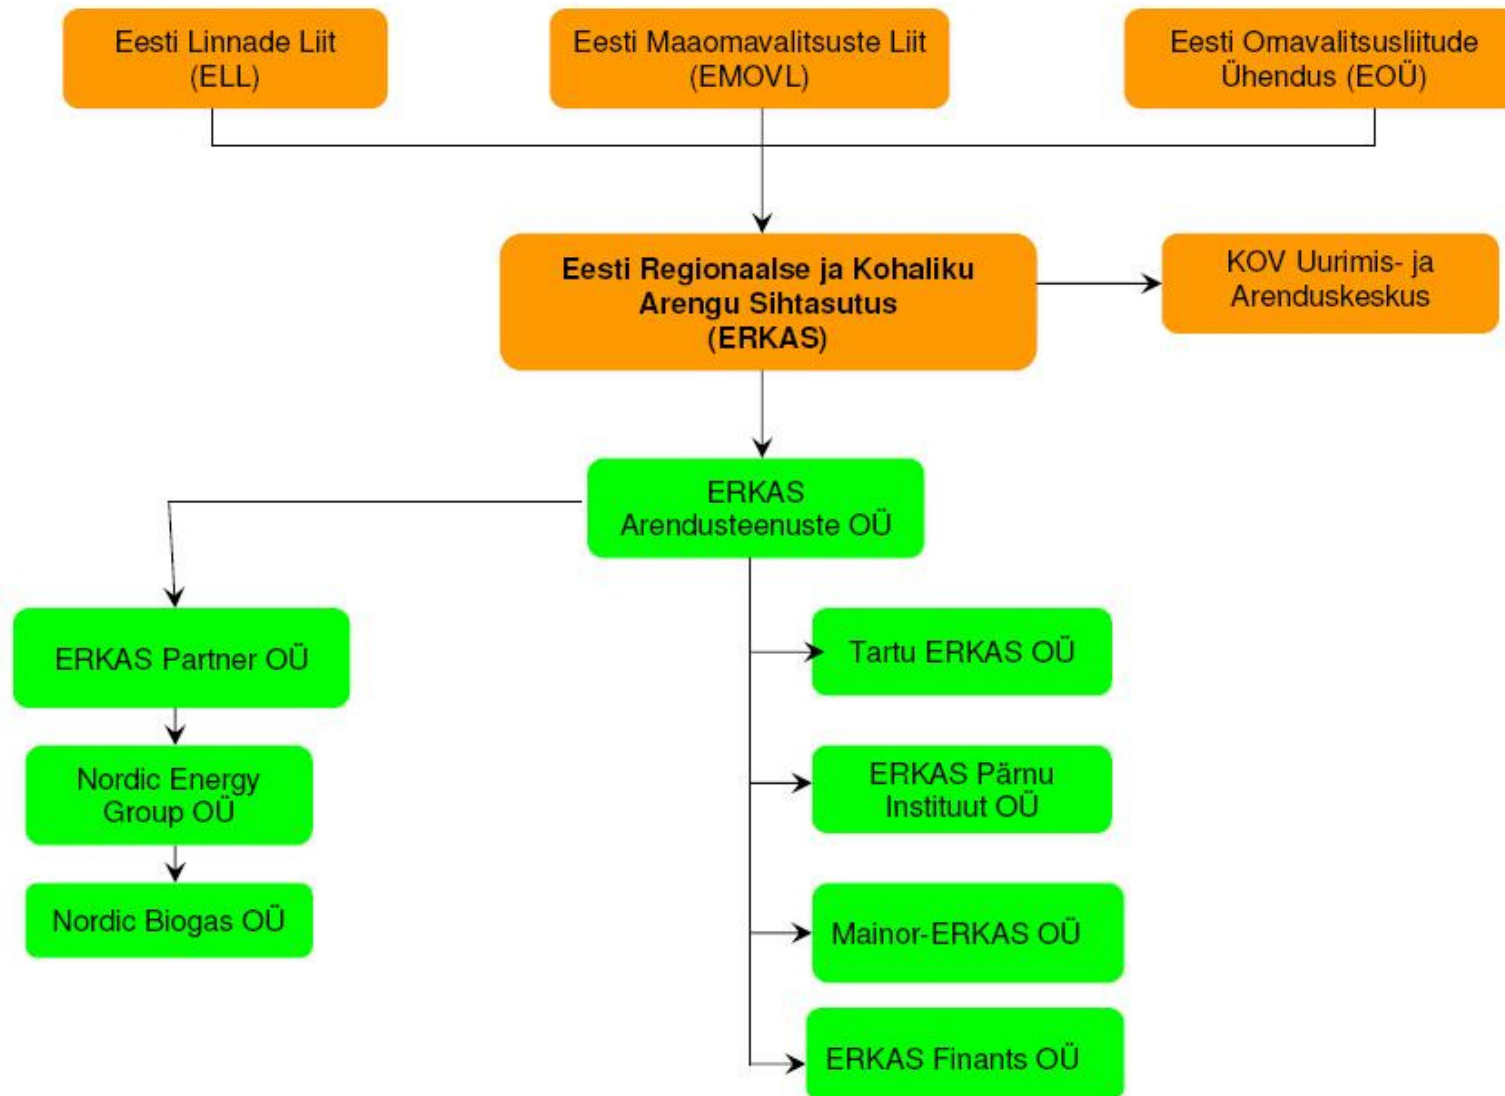 Eesti Linnade Liit
(ELL)
Eesti Maaomavalitsuste Liit
(EMOVL)
Eesti Omavalitsusliitude
Ühendus (EOÜ)
Eesti Regionaalse ja Kohaliku
Arengu Sihtasutus
(ERKAS)
KOV Uurimis- ja
Arenduskeskus
ERKAS
Arendusteenuste OÜ
ERKAS Partner OÜ
Nordic Energy
Group OÜ
Nordic Biogas OÜ
Tartu ERKAS OÜ
ERKAS Pärnu
Instituut OÜ
Mainor-ERKAS OÜ
ERKAS Finants OÜ